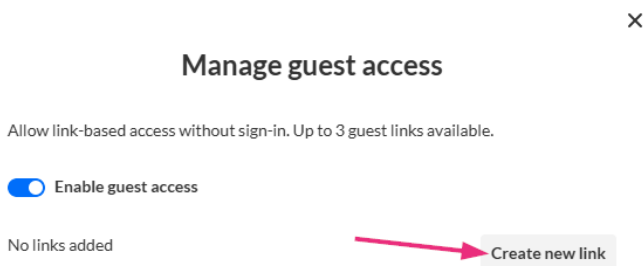 Manage guest access
Allow link-based access without sign-in. Up to 3 guest links available.
Enable guest access
No links added
Create new link